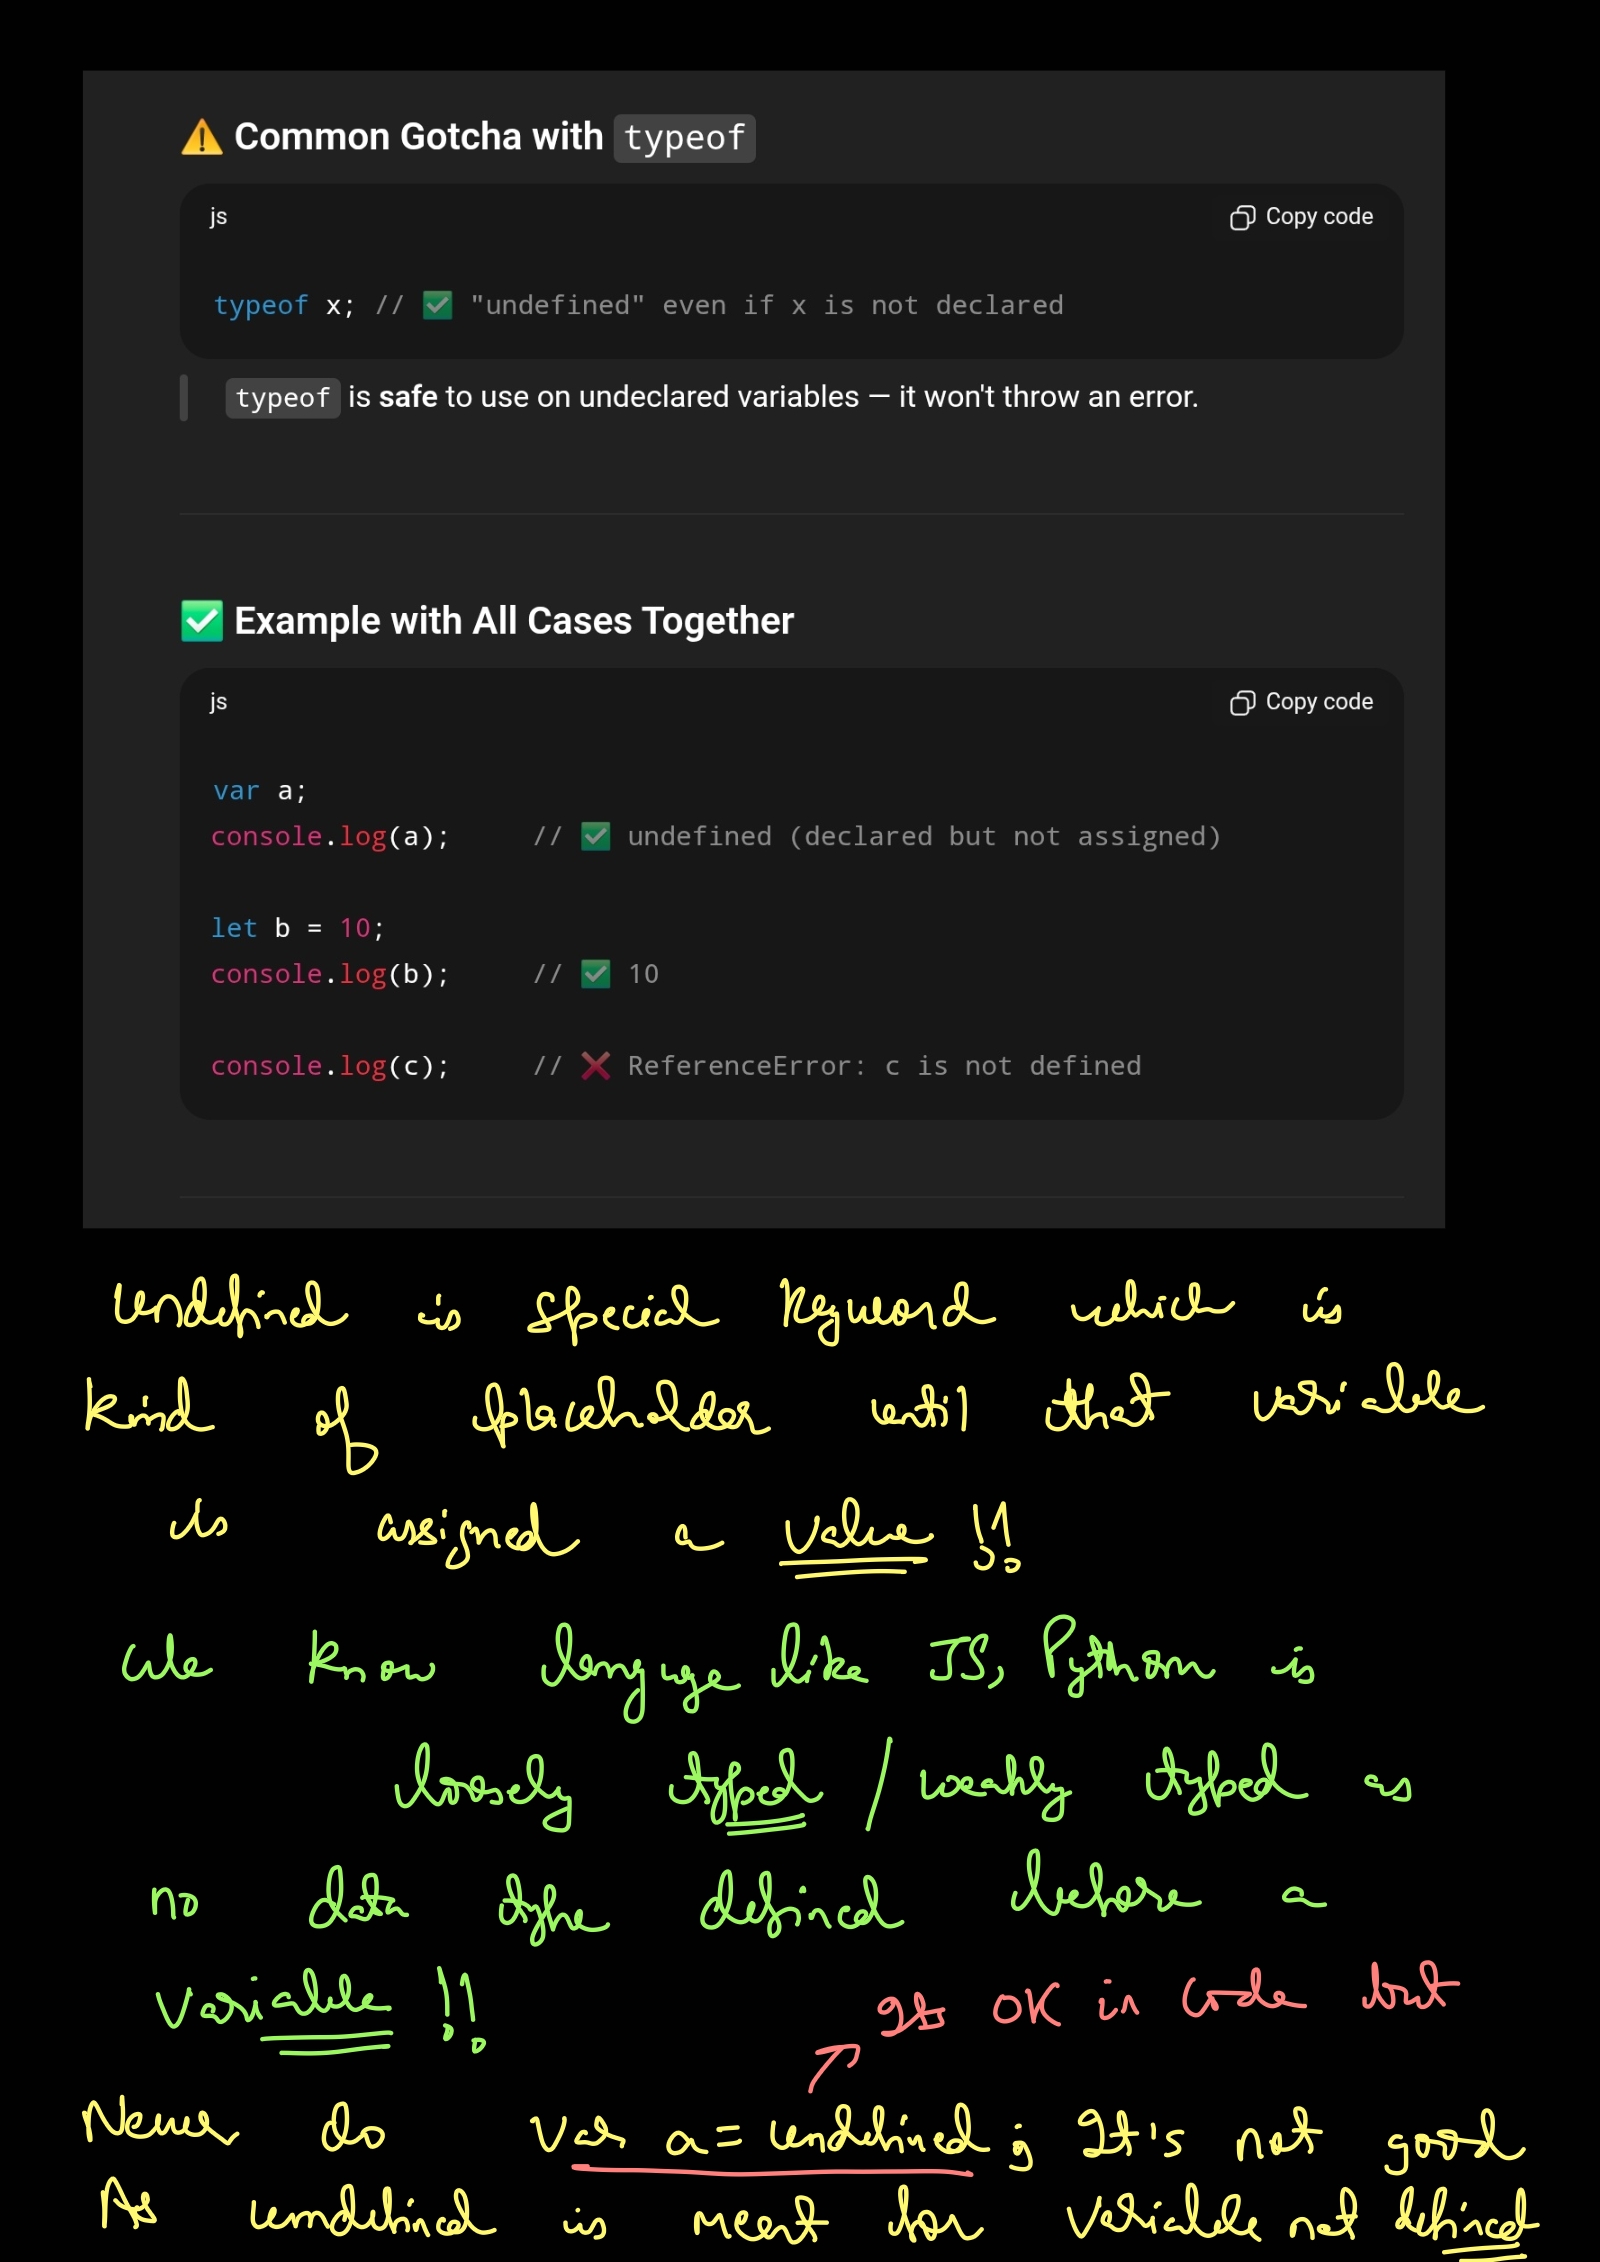 ⚠️ Common Gotcha with typeof
js Copy code
typeof x; // ✅ "undefined" even if x is not declared
typeof is safe to use on undeclared variables — it won't throw an error.
✅ Example with All Cases Together
js Copy code
var a;
console.log(a); // ✅ undefined (declared but not assigned)
let b = 10;
console.log(b); // ✅ 10
console.log(c); // ❌ ReferenceError: c is not defined
Undefined is special keyword which is
kind of placeholder until that variable
is assigned a value !!
We know language like JS, Python is
loosely typed / weakly typed as
no data type defined before a
variable !!
Its OK in code but
Never do var a = undefined ; It's not good
As undefined is meant for variable not defined